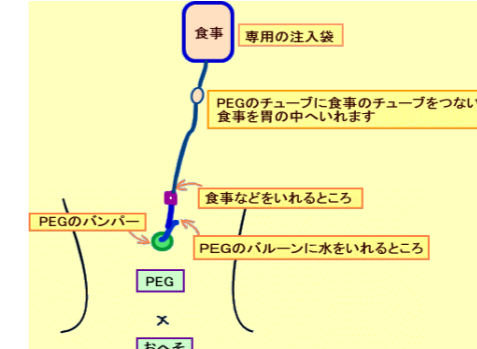 食事
専用の注入袋
PEGのチューブに食事のチューブをつない
食事を胃の中へいれます
食事などをいれるところ
PEGのバンパー
PEGのバルーンに水をいれるところ
PEG
×
おへそ